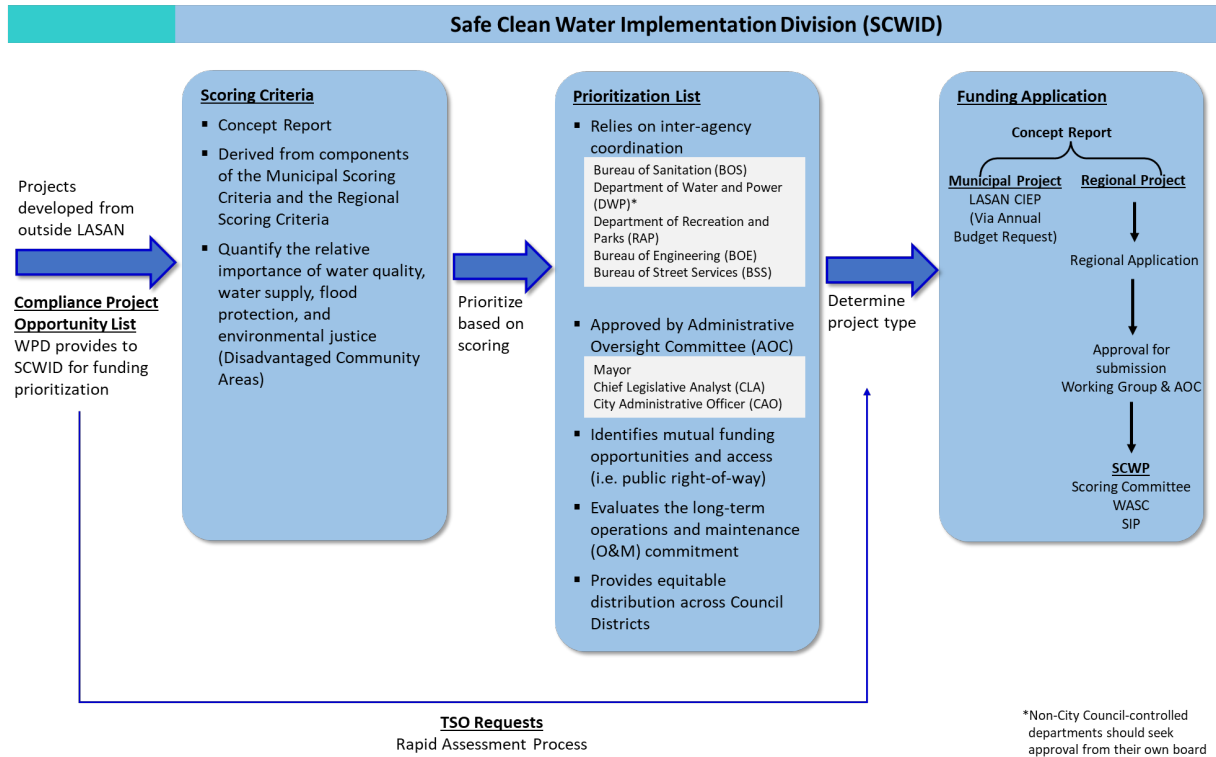 Safe Clean Water Implementation Division (SCWID)
Projects
developed from
outside LASAN
Compliance Project
Opportunity List
WPD provides to
SCWID for funding
prioritization
Scoring Criteria
▪ Concept Report
▪ Derived from components
of the Municipal Scoring
Criteria and the Regional
Scoring Criteria
▪ Quantify the relative
importance of water quality,
water supply, flood
protection, and
environmental justice
(Disadvantaged Community
Areas)
Prioritize
based on
scoring
Prioritization List
▪ Relies on inter-agency
coordination
Bureau of Sanitation (BOS)
Department of Water and Power
(DWP)*
Department of Recreation and
Parks (RAP)
Bureau of Engineering (BOE)
Bureau of Street Services (BSS)
▪ Approved by Administrative
Oversight Committee (AOC)
Mayor
Chief Legislative Analyst (CLA)
City Administrative Officer (CAO)
▪ Identifies mutual funding
opportunities and access
(i.e. public right-of-way)
▪ Evaluates the long-term
operations and maintenance
(O&M) commitment
▪ Provides equitable
distribution across Council
Districts
Determine
project type
Funding Application
Concept Report
Municipal Project
LASAN CIEP
(Via Annual
Budget Request)
Regional Project
Regional Application
Approval for
submission
Working Group & AOC
SCWP
Scoring Committee
WASC
SIP
TSO Requests
Rapid Assessment Process
*Non-City Council-controlled
departments should seek
approval from their own board